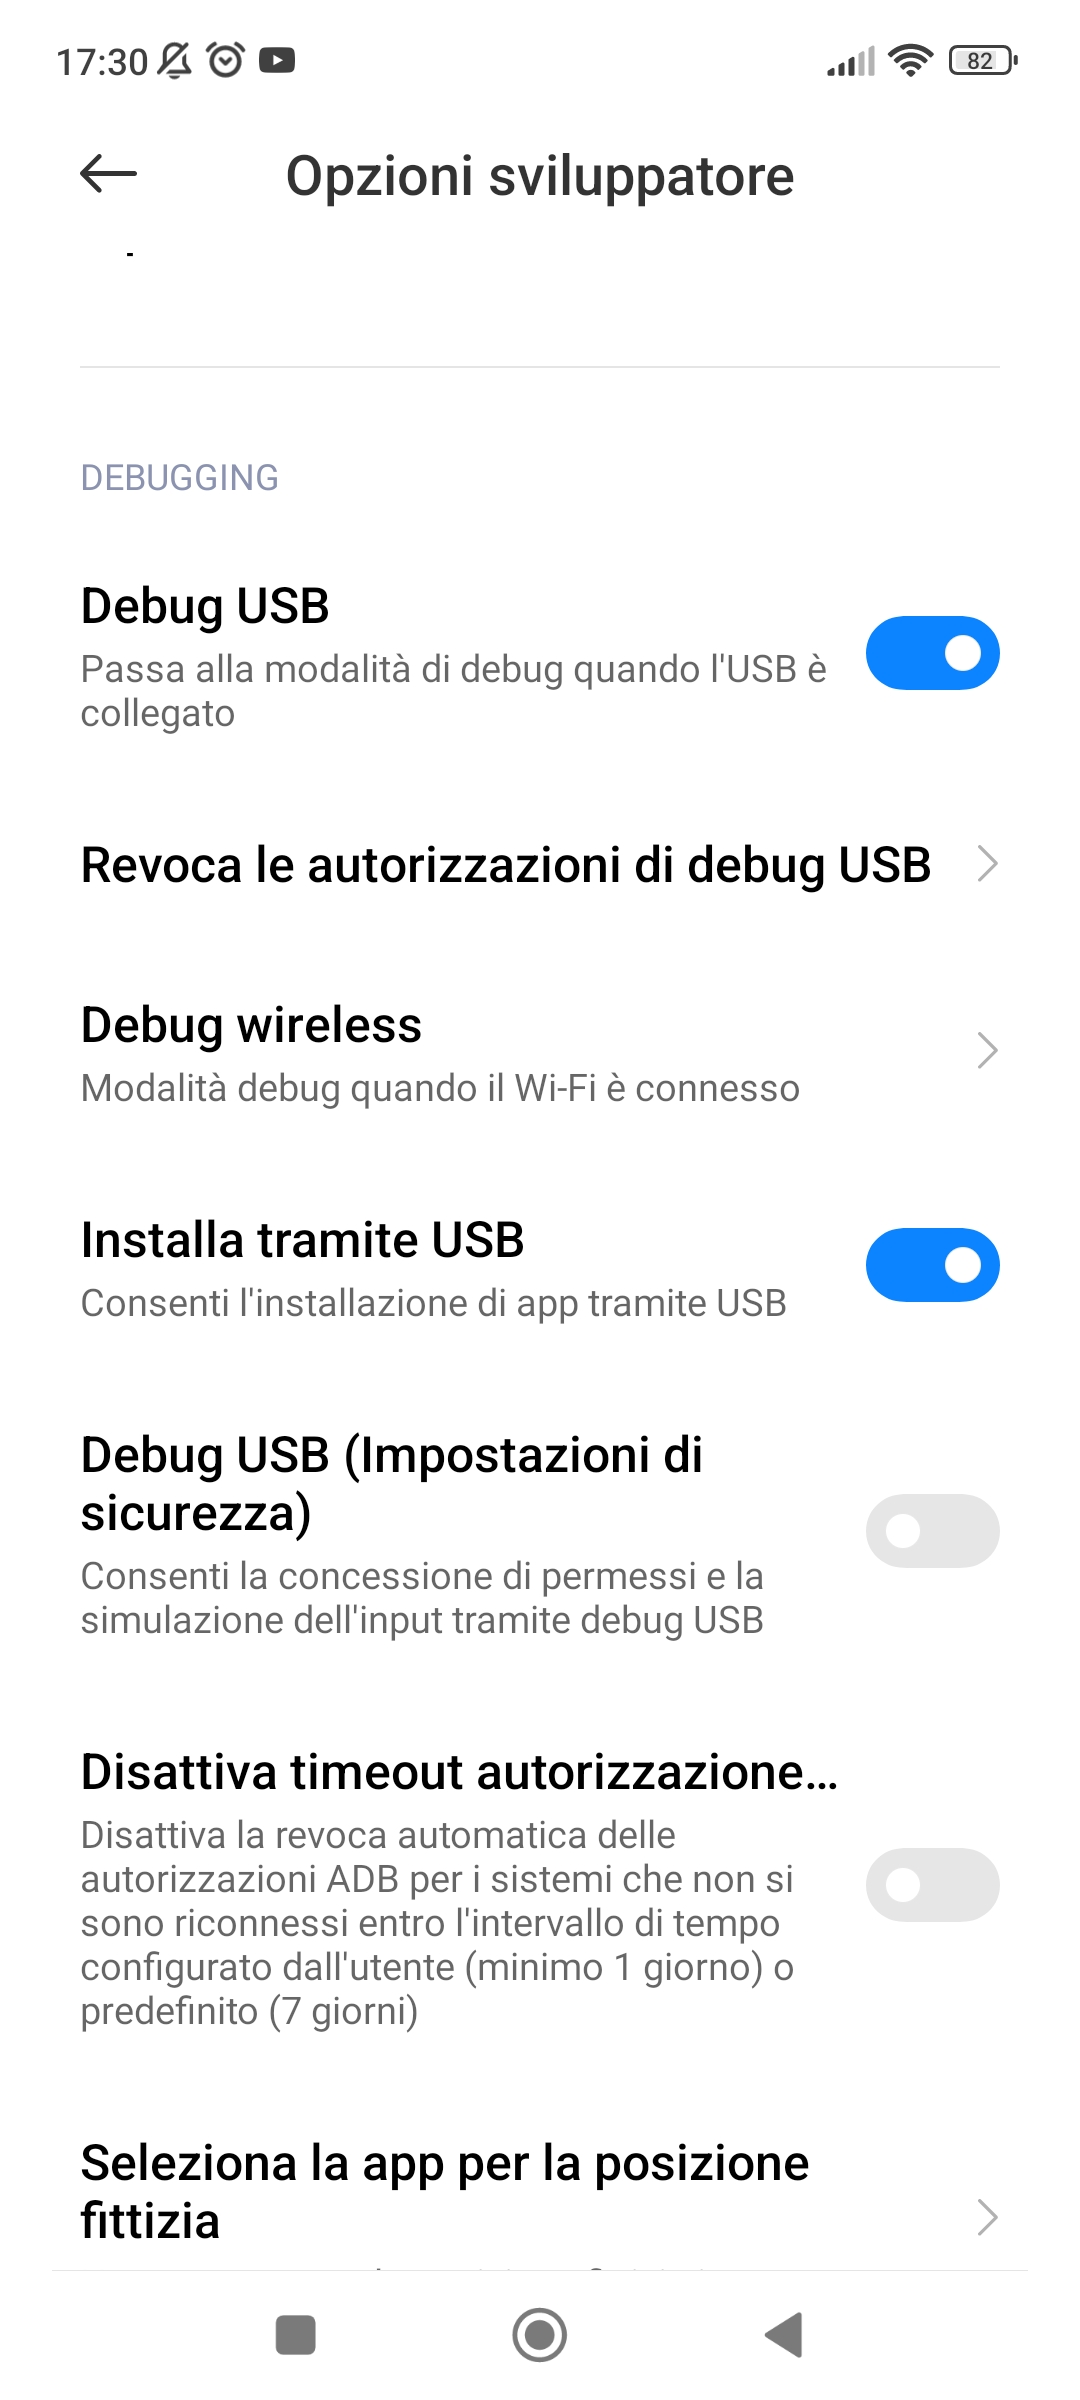 17:30
82
Opzioni sviluppatore
DEBUGGING
Debug USB
Passa alla modalità di debug quando l'USB è
collegato
Revoca le autorizzazioni di debug USB
Debug wireless
Modalità debug quando il Wi-Fi è connesso
Installa tramite USB
Consenti l'installazione di app tramite USB
Debug USB (Impostazioni di
sicurezza)
Consenti la concessione di permessi e la
simulazione dell'input tramite debug USB
Disattiva timeout autorizzazione...
Disattiva la revoca automatica delle
autorizzazioni ADB per i sistemi che non si
sono riconnessi entro l'intervallo di tempo
configurato dall'utente (minimo 1 giorno) o
predefinito (7 giorni)
Seleziona la app per la posizione
fittizia